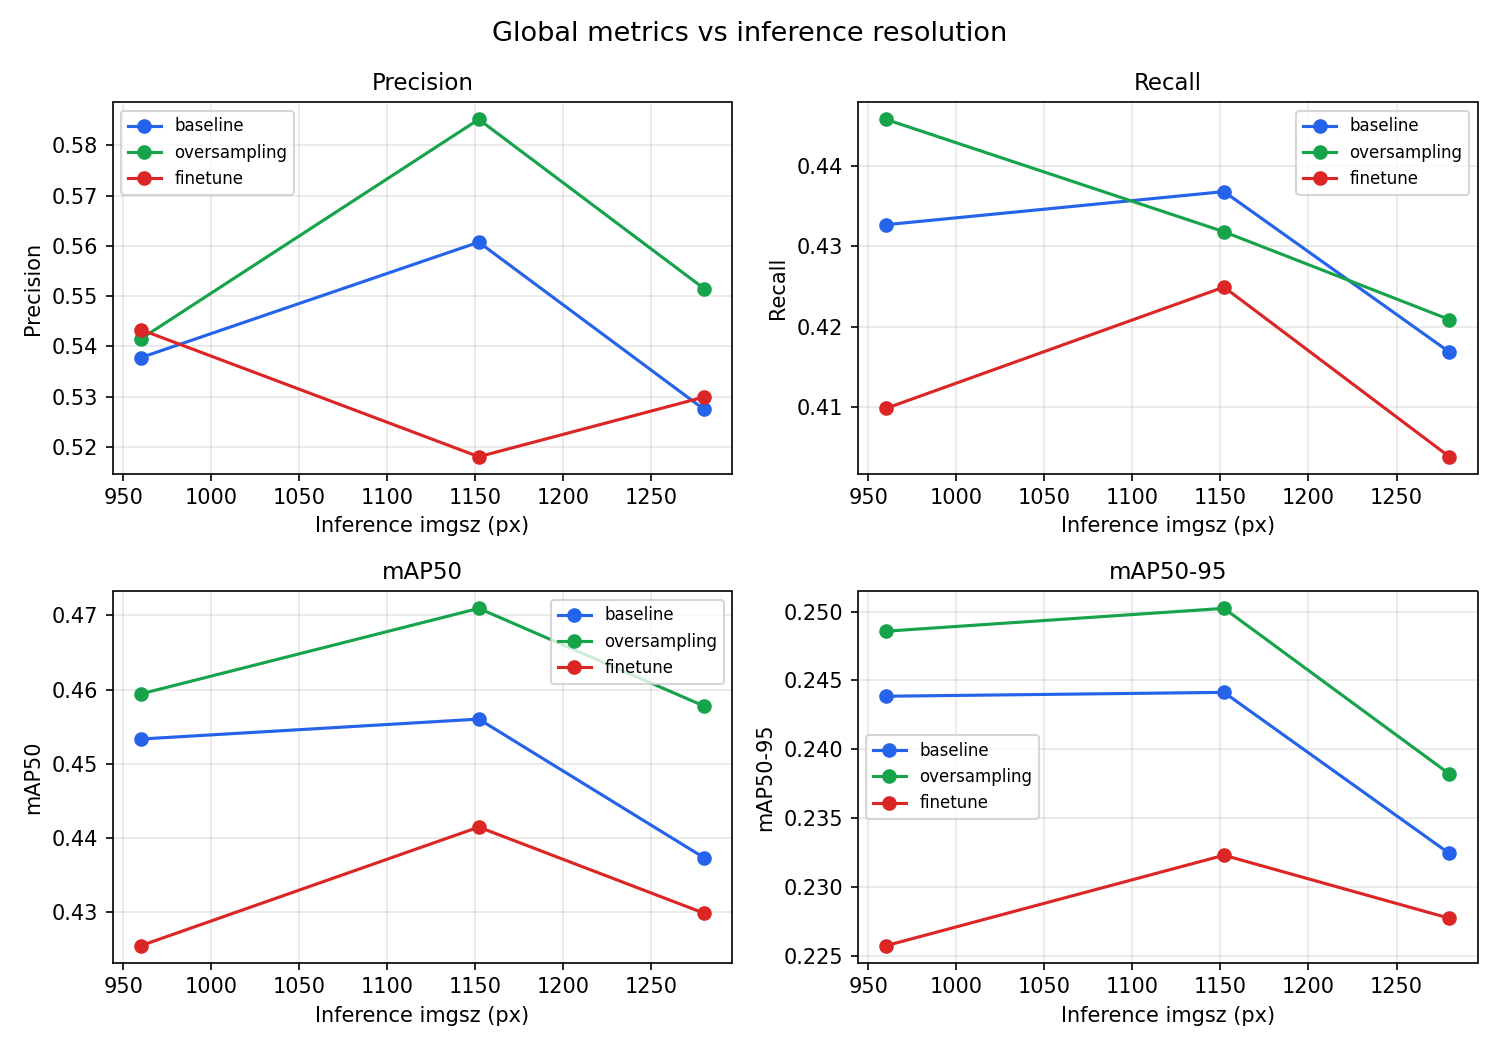 Global metrics vs inference resolution
Precision
Precision
0.58
0.57
0.56
0.55
0.54
0.53
0.52
baseline
oversampling
finetune
950 1000 1050 1100 1150 1200 1250
Inference imgsz (px)
Recall
Recall
0.44
0.43
0.42
0.41
baseline
oversampling
finetune
950 1000 1050 1100 1150 1200 1250
Inference imgsz (px)
mAP50
mAP50
0.47
0.46
0.45
0.44
0.43
baseline
oversampling
finetune
950 1000 1050 1100 1150 1200 1250
Inference imgsz (px)
mAP50-95
mAP50-95
0.250
0.245
0.240
0.235
0.230
0.225
baseline
oversampling
finetune
950 1000 1050 1100 1150 1200 1250
Inference imgsz (px)